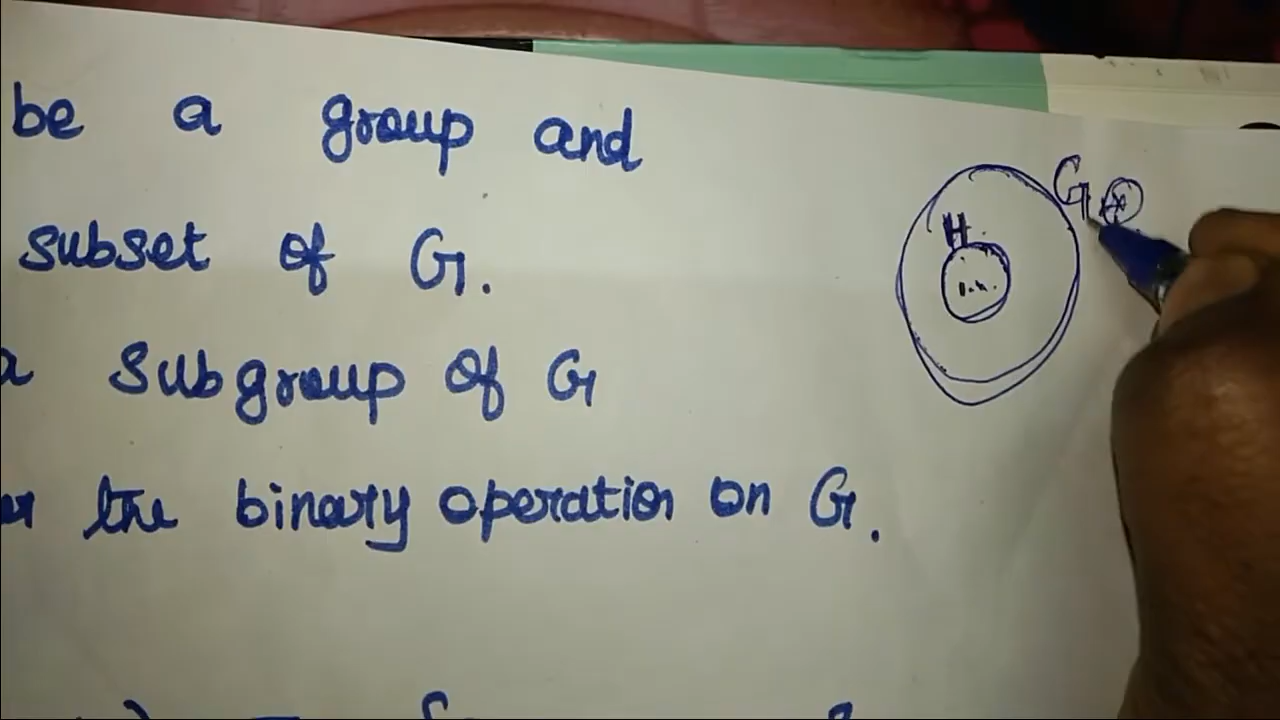 be a group and
subset of G.
a subgroup of G
the binary operation on G.
G *
H